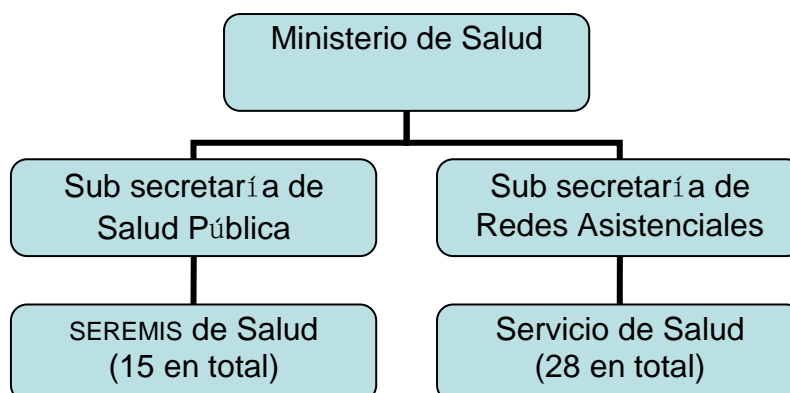 Ministerio de Salud
Sub secretaría de
Salud Pública
Sub secretaría de
Redes Asistenciales
SEREMIS de Salud
(15 en total)
Servicio de Salud
(28 en total)